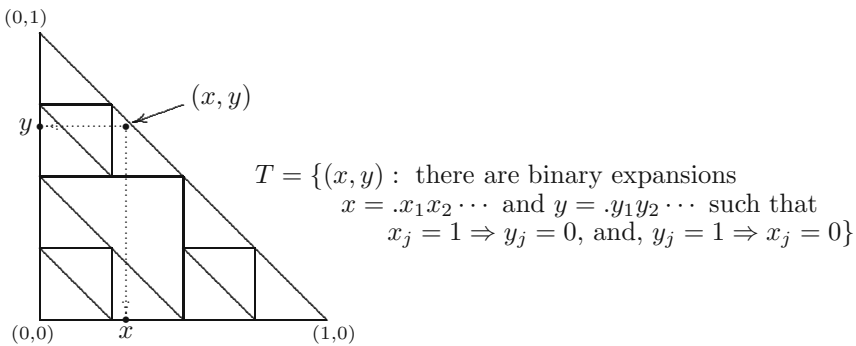 (0,1)
(x, y)
y
T = {(x, y) : there are binary expansions
x = .x₁x₂ ⋯ and y = .y₁y₂ ⋯ such that
xⱼ = 1 ⇒ yⱼ = 0, and, yⱼ = 1 ⇒ xⱼ = 0}
(0,0)
x
(1,0)